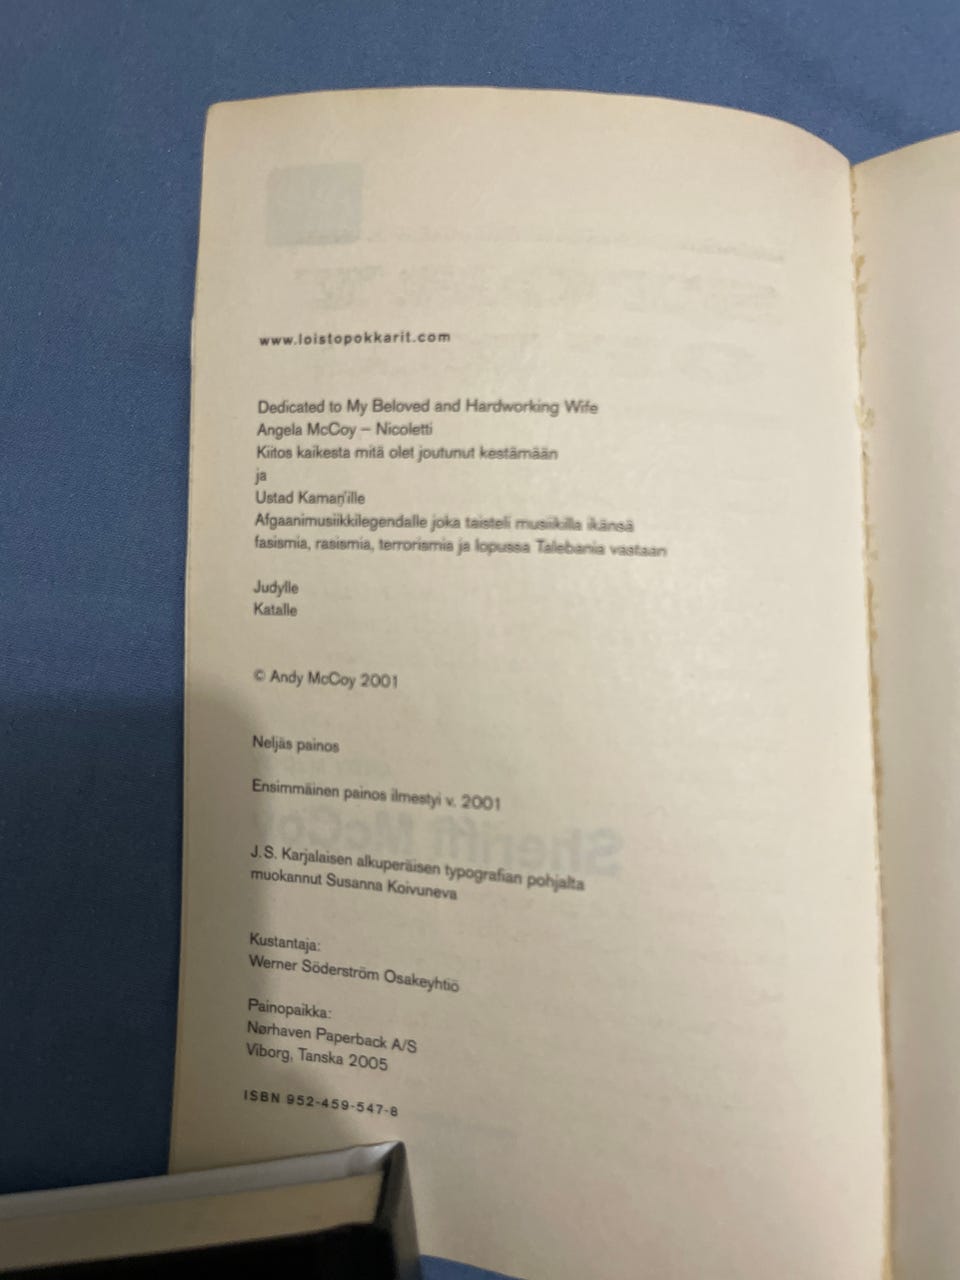 www.loistopokkarit.com
Dedicated to My Beloved and Hardworking Wife
Angela McCoy – Nicoletti
Kiitos kaikesta mitä olet joutunut kestämään
ja
Ustad Kamaņ'ille
Afgaanimusiikkilegendalle joka taisteli musiikilla ikänsä
fasismia, rasismia, terrorismia ja lopussa Talebania vastaan
Judylle
Katalle
© Andy McCoy 2001
Neljäs painos
Ensimmäinen painos ilmestyi v. 2001
Sheriffi McCoy
J.S. Karjalaisen alkuperäisen typografian pohjalta
muokannut Susanna Koivuneva
Kustantaja:
Werner Söderström Osakeyhtiö
Painopaikka:
Nørhaven Paperback A/S
Viborg, Tanska 2005
ISBN 952-459-547-8